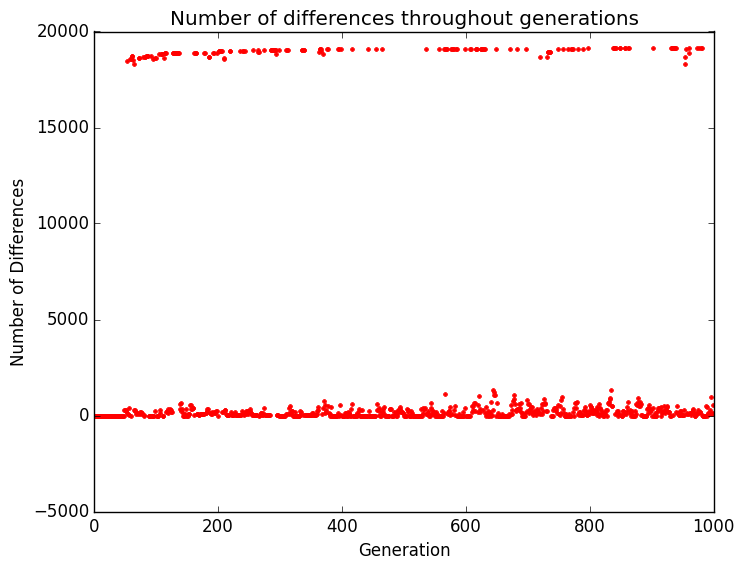 Number of differences throughout generations
20000
15000
10000
5000
0
−5000
Number of Differences
0 200 400 600 800 1000
Generation